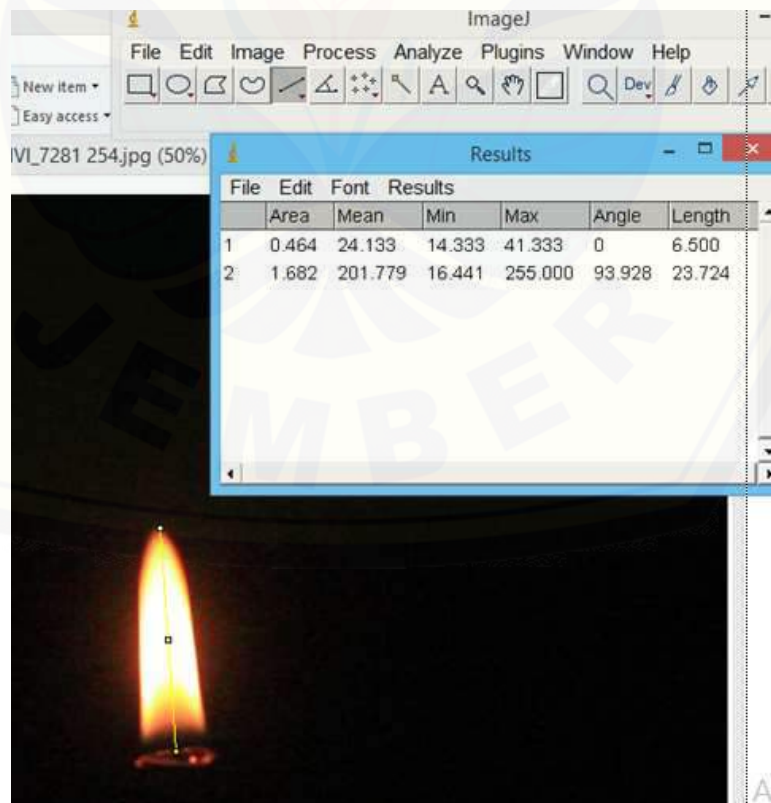 ImageJ
File Edit Image Process Analyze Plugins Window Help
New item
A Dev
Easy access
VI_7281 254.jpg (50%)
Results
File Edit Font Results
Area Mean Min Max Angle Length
1 0.464 24.133 14.333 41.333 0 6.500
2 1.682 201.779 16.441 255.000 93.928 23.724
JEMBER
A